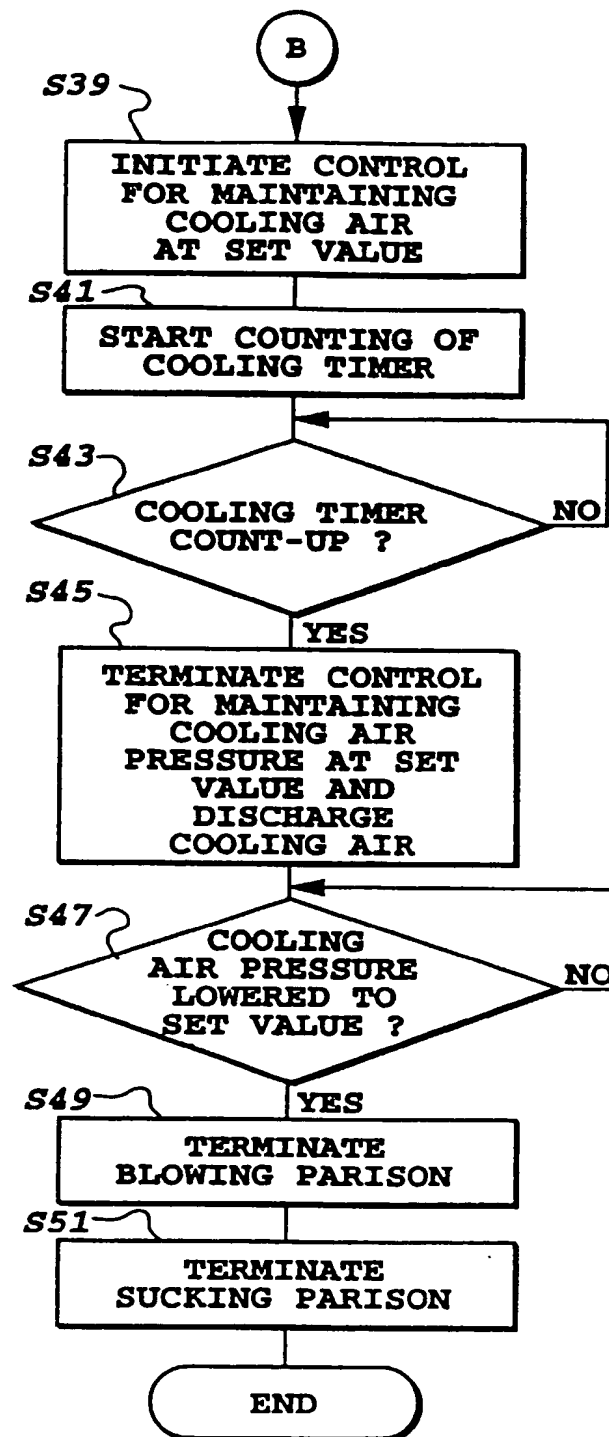 B
S39
INITIATE CONTROL
FOR MAINTAINING
COOLING AIR
AT SET VALUE
S41
START COUNTING OF
COOLING TIMER
S43
COOLING TIMER
COUNT-UP ?
NO
S45
YES
TERMINATE CONTROL
FOR MAINTAINING
COOLING AIR
PRESSURE AT SET
VALUE AND
DISCHARGE
COOLING AIR
S47
COOLING
AIR PRESSURE
LOWERED TO
SET VALUE ?
NO
S49
YES
TERMINATE
BLOWING PARISON
S51
TERMINATE
SUCKING PARISON
END